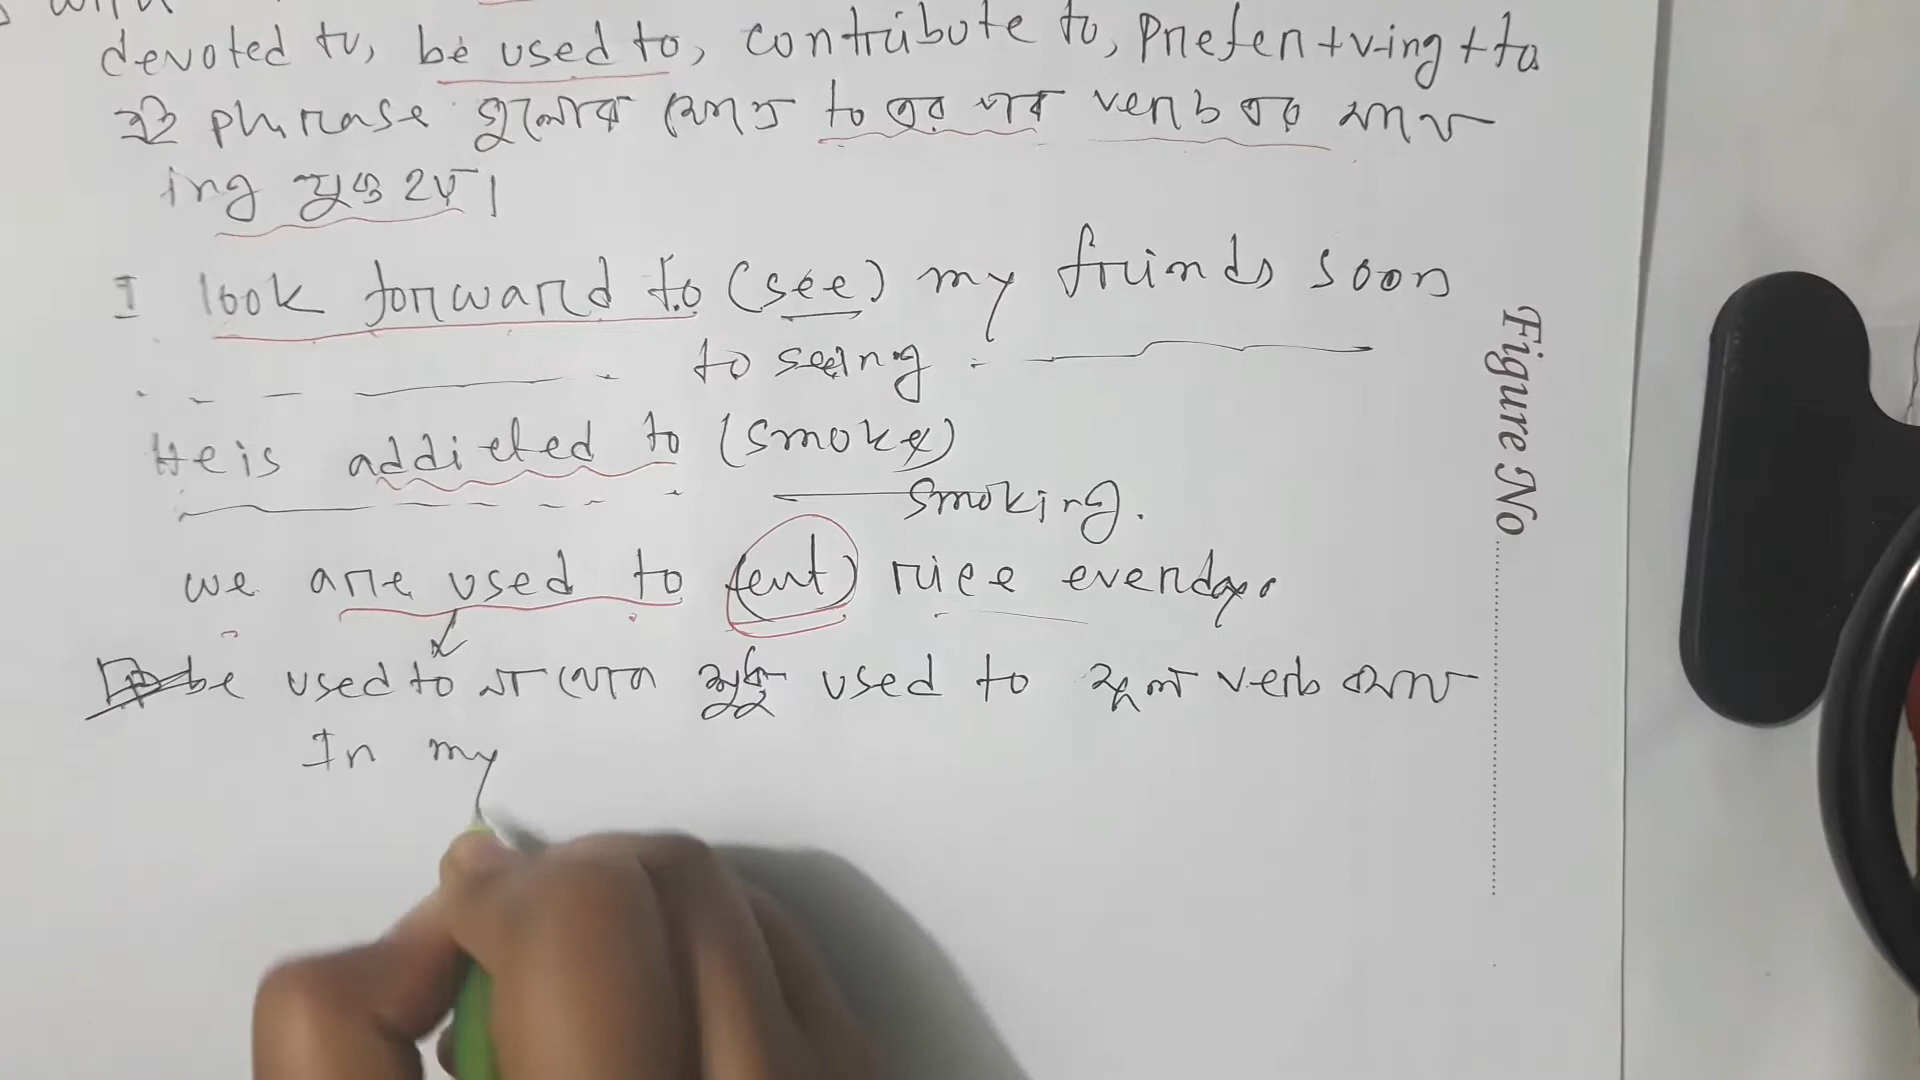 with
devoted to, be used to, contribute to, Prefer+v-ing+to
এই phrase গুলোর ক্ষেত্রে to এর পর verb এর সাথে
ing যুক্ত হয়।
I look forward to (see) my friends soon
to seeing
He is addicted to (smoke)
smoking.
we are used to (eat) rice everyday.
be used to না থেকে শুধু used to থাকলে verb এর
In my
Figure No